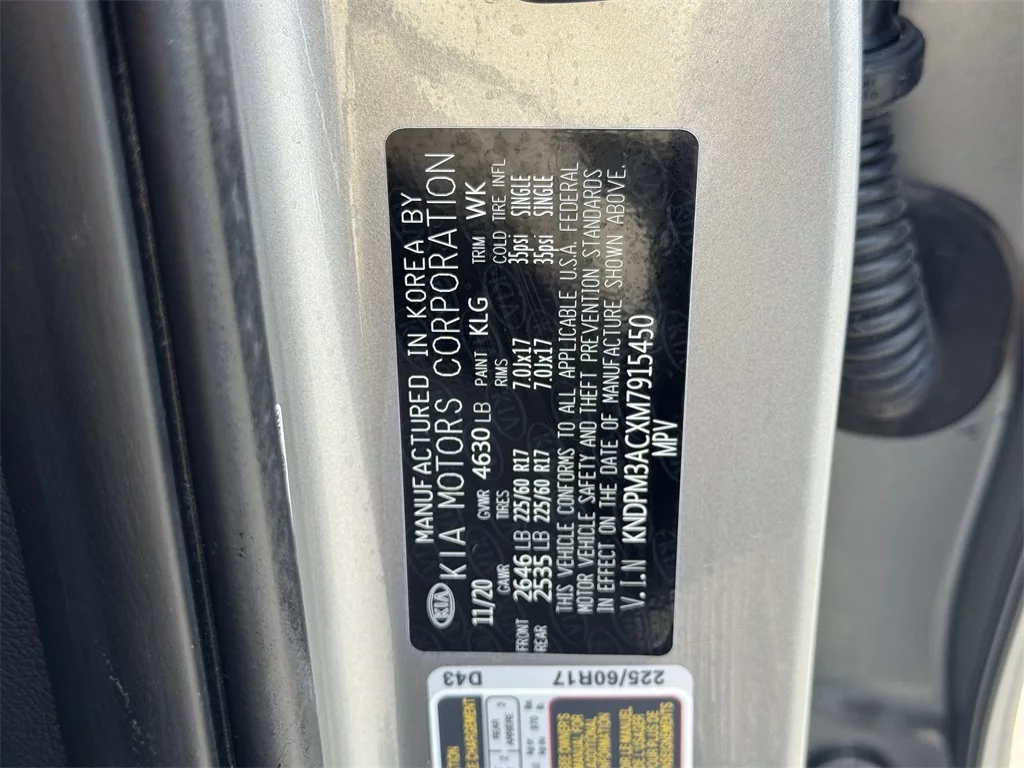 KIA
MANUFACTURED IN KOREA BY
KIA MOTORS CORPORATION
11/20 GVWR 4630 LB PAINT KLG TRIM WK
GAWR TIRES RIMS COLD TIRE INFL
FRONT 2646 LB 225/60 R17 7.0Jx17 35psi SINGLE
REAR 2535 LB 225/60 R17 7.0Jx17 35psi SINGLE
THIS VEHICLE CONFORMS TO ALL APPLICABLE U.S.A. FEDERAL
MOTOR VEHICLE SAFETY AND THEFT PREVENTION STANDARDS
IN EFFECT ON THE DATE OF MANUFACTURE SHOWN ABOVE.
V.I.N KNDPM3ACXM7915450
MPV
D43
225/60R17
REAR
ARRIERE